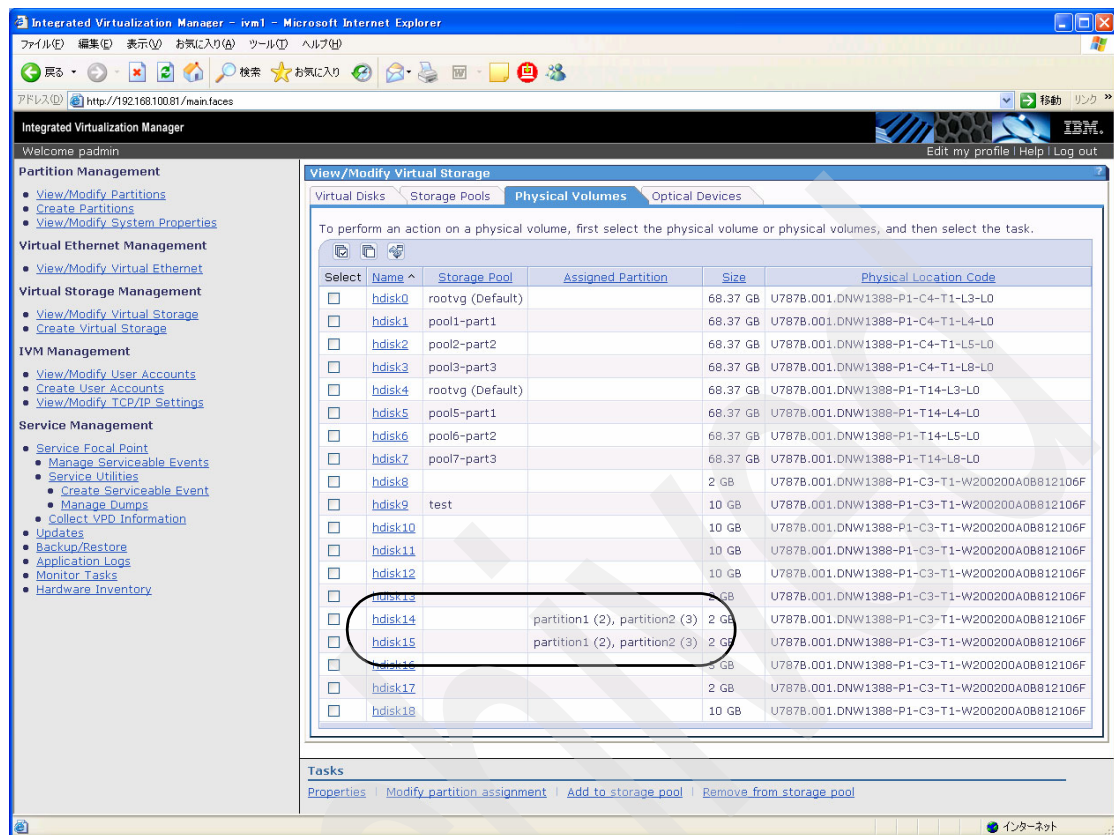 Integrated Virtualization Manager - ivm1 - Microsoft Internet Explorer
ファイル(F) 編集(E) 表示(V) お気に入り(A) ツール(T) ヘルプ(H)
戻る 検索 お気に入り
アドレス(D) http://192.168.100.81/main.faces 移動 リンク »
Integrated Virtualization Manager IBM.
Welcome padmin Edit my profile | Help | Log out
Partition Management
View/Modify Partitions
Create Partitions
View/Modify System Properties
Virtual Ethernet Management
View/Modify Virtual Ethernet
Virtual Storage Management
View/Modify Virtual Storage
Create Virtual Storage
IVM Management
View/Modify User Accounts
Create User Accounts
View/Modify TCP/IP Settings
Service Management
Service Focal Point
Manage Serviceable Events
Service Utilities
Create Serviceable Event
Manage Dumps
Collect VPD Information
Updates
Backup/Restore
Application Logs
Monitor Tasks
Hardware Inventory
View/Modify Virtual Storage ?
Virtual Disks Storage Pools Physical Volumes Optical Devices
To perform an action on a physical volume, first select the physical volume or physical volumes, and then select the task.
Select Name ^ Storage Pool Assigned Partition Size Physical Location Code
hdisk0 rootvg (Default) 68.37 GB U787B.001.DNW1388-P1-C4-T1-L3-L0
hdisk1 pool1-part1 68.37 GB U787B.001.DNW1388-P1-C4-T1-L4-L0
hdisk2 pool2-part2 68.37 GB U787B.001.DNW1388-P1-C4-T1-L5-L0
hdisk3 pool3-part3 68.37 GB U787B.001.DNW1388-P1-C4-T1-L8-L0
hdisk4 rootvg (Default) 68.37 GB U787B.001.DNW1388-P1-T14-L3-L0
hdisk5 pool5-part1 68.37 GB U787B.001.DNW1388-P1-T14-L4-L0
hdisk6 pool6-part2 68.37 GB U787B.001.DNW1388-P1-T14-L5-L0
hdisk7 pool7-part3 68.37 GB U787B.001.DNW1388-P1-T14-L8-L0
hdisk8 2 GB U787B.001.DNW1388-P1-C3-T1-W200200A0B812106F
hdisk9 test 10 GB U787B.001.DNW1388-P1-C3-T1-W200200A0B812106F
hdisk10 10 GB U787B.001.DNW1388-P1-C3-T1-W200200A0B812106F
hdisk11 10 GB U787B.001.DNW1388-P1-C3-T1-W200200A0B812106F
hdisk12 10 GB U787B.001.DNW1388-P1-C3-T1-W200200A0B812106F
hdisk13 2 GB U787B.001.DNW1388-P1-C3-T1-W200200A0B812106F
hdisk14 partition1 (2), partition2 (3) 2 GB U787B.001.DNW1388-P1-C3-T1-W200200A0B812106F
hdisk15 partition1 (2), partition2 (3) 2 GB U787B.001.DNW1388-P1-C3-T1-W200200A0B812106F
hdisk16 GB U787B.001.DNW1388-P1-C3-T1-W200200A0B812106F
hdisk17 2 GB U787B.001.DNW1388-P1-C3-T1-W200200A0B812106F
hdisk18 10 GB U787B.001.DNW1388-P1-C3-T1-W200200A0B812106F
Tasks
Properties | Modify partition assignment | Add to storage pool | Remove from storage pool
インターネット